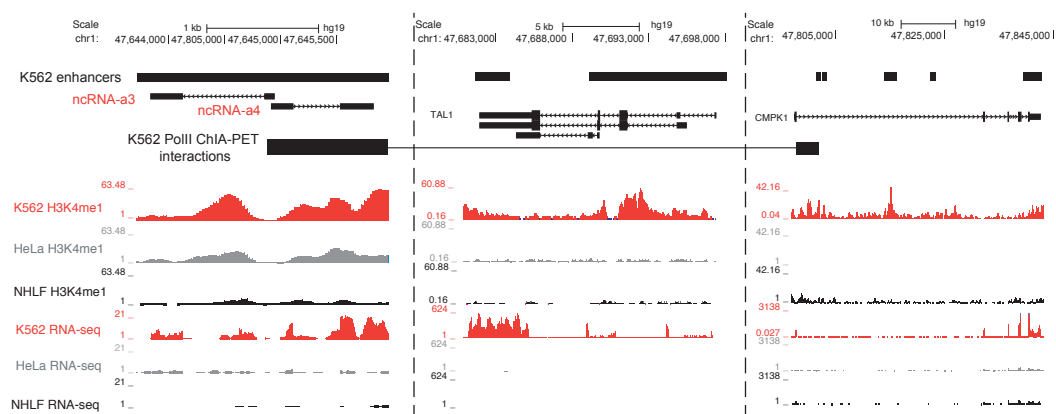 Scale 1 kb hg19
chr1: 47,644,000 47,805,000 47,645,000 47,645,500
Scale 5 kb hg19
chr1: 47,683,000 47,688,000 47,693,000 47,698,000
Scale 10 kb hg19
chr1: 47,805,000 47,825,000 47,845,000
K562 enhancers
ncRNA-a3
ncRNA-a4
TAL1
CMPK1
K562 PolII ChIA-PET
interactions
63.48 60.88 42.16
K562 H3K4me1
1 0.16 0.04
63.48 60.88 42.16
HeLa H3K4me1
1 0.16 1
63.48 60.88 42.16
NHLF H3K4me1
1 0.16 1
21 624 3138
K562 RNA-seq
1 1 0.027
21 624 3138
HeLa RNA-seq
1 1 1
21 624 3138
NHLF RNA-seq
1 1 1